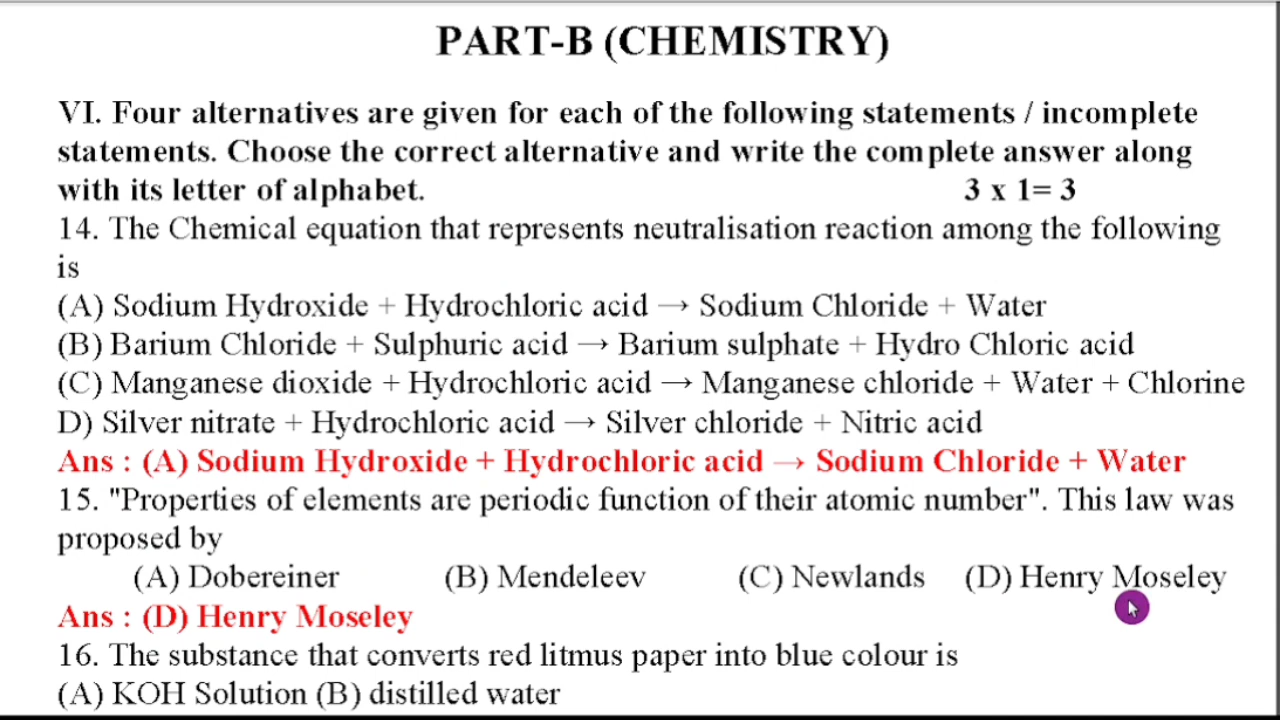 PART-B (CHEMISTRY)
VI. Four alternatives are given for each of the following statements / incomplete
statements. Choose the correct alternative and write the complete answer along
with its letter of alphabet. 3 x 1= 3
14. The Chemical equation that represents neutralisation reaction among the following
is
(A) Sodium Hydroxide + Hydrochloric acid → Sodium Chloride + Water
(B) Barium Chloride + Sulphuric acid → Barium sulphate + Hydro Chloric acid
(C) Manganese dioxide + Hydrochloric acid → Manganese chloride + Water + Chlorine
D) Silver nitrate + Hydrochloric acid → Silver chloride + Nitric acid
Ans : (A) Sodium Hydroxide + Hydrochloric acid → Sodium Chloride + Water
15. "Properties of elements are periodic function of their atomic number". This law was
proposed by
(A) Dobereiner (B) Mendeleev (C) Newlands (D) Henry Moseley
Ans : (D) Henry Moseley
16. The substance that converts red litmus paper into blue colour is
(A) KOH Solution (B) distilled water